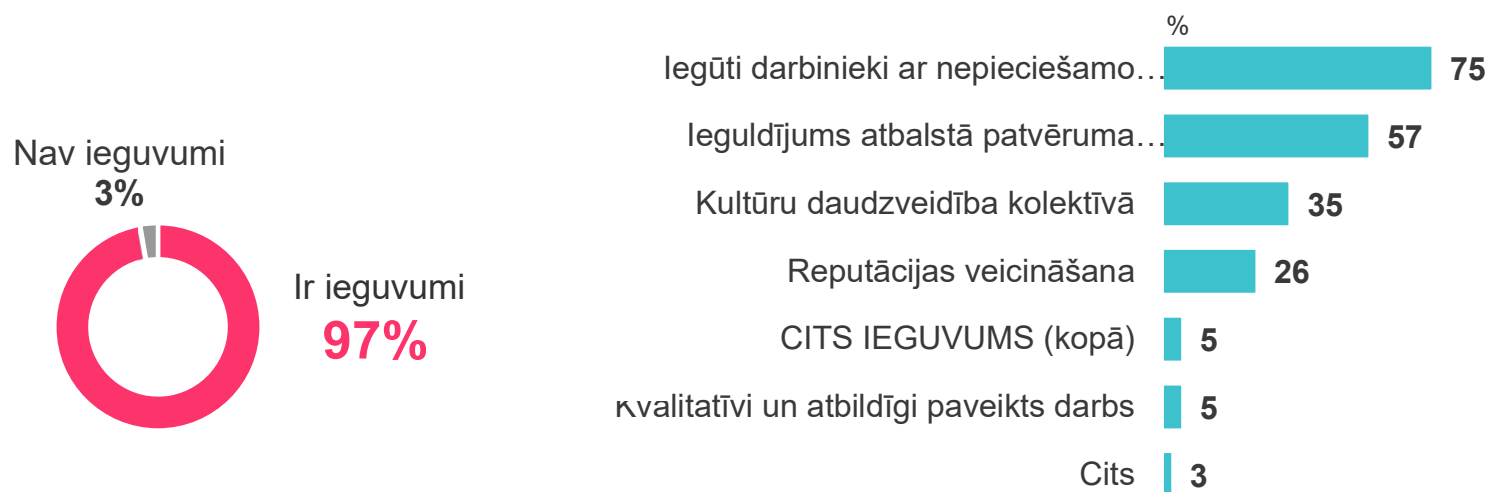 Nav ieguvumi
3%
Ir ieguvumi
97%
%
Iegūti darbinieki ar nepieciešamo… 75
Ieguldījums atbalstā patvēruma… 57
Kultūru daudzveidība kolektīvā 35
Reputācijas veicināšana 26
CITS IEGUVUMS (kopā) 5
Kvalitatīvi un atbildīgi paveikts darbs 5
Cits 3